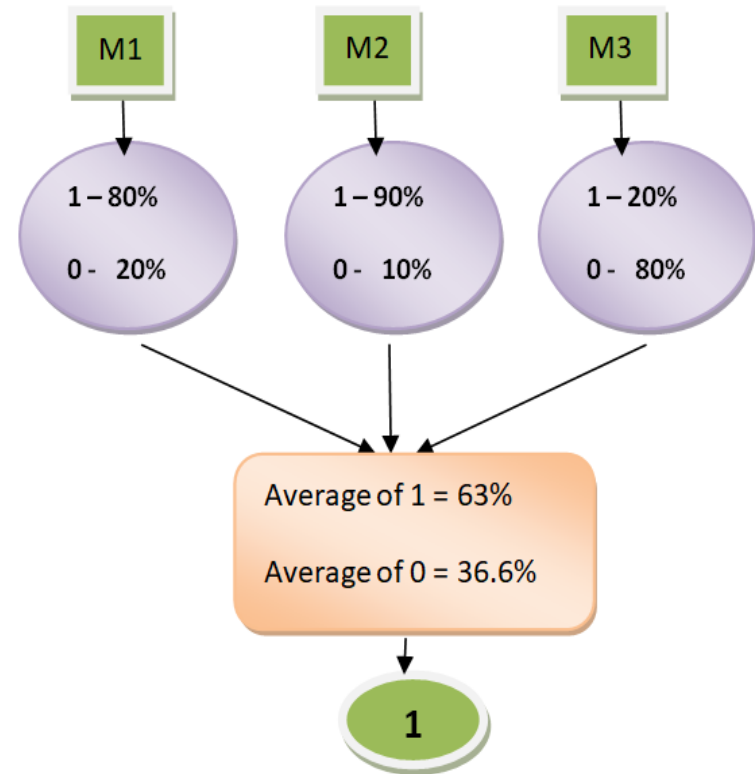 M1
M2
M3
1 – 80%
0 -   20%
1 – 90%
0 -   10%
1 – 20%
0 -   80%
Average of 1 = 63%
Average of 0 = 36.6%
1